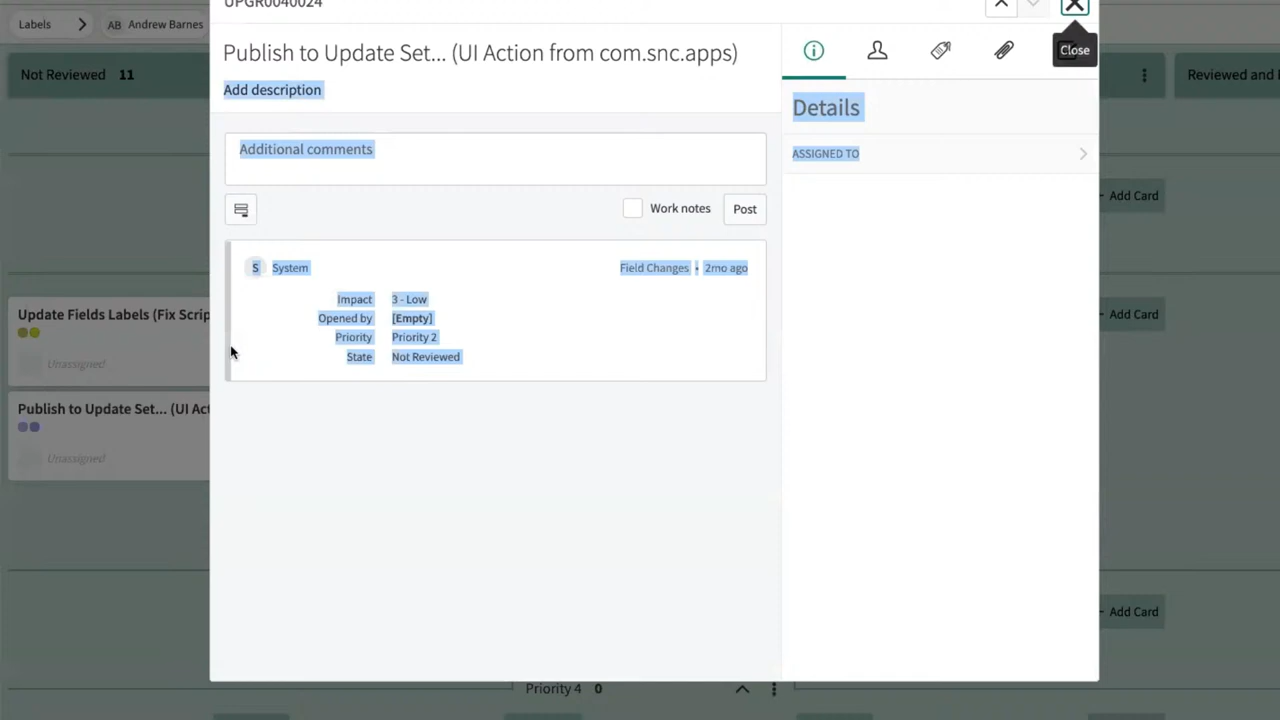 UPGR0040024
Labels
AB Andrew Barnes
Close
Not Reviewed 11
Reviewed and
Publish to Update Set... (UI Action from com.snc.apps)
Add description
Details
Additional comments
ASSIGNED TO
Add Card
Work notes
Post
S System
Field Changes • 2mo ago
Impact 3 - Low
Opened by [Empty]
Priority Priority 2
State Not Reviewed
Update Fields Labels (Fix Scrip
Unassigned
Add Card
Publish to Update Set... (UI Act
Unassigned
Add Card
Priority 4 0